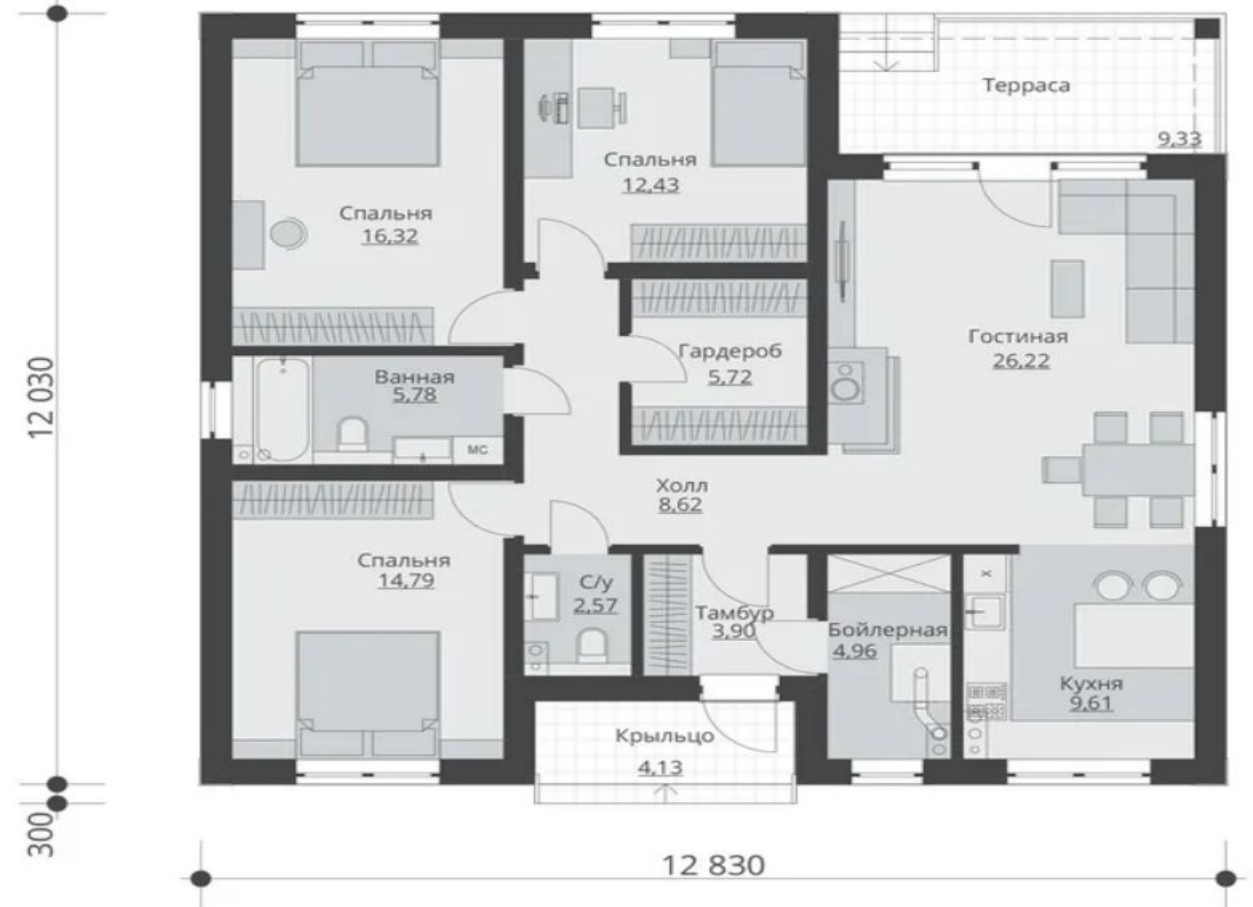 Терраса
9,33
Спальня
12,43
Спальня
16,32
Гостиная
26,22
Гардероб
5,72
Ванная
5,78
МС
Холл
8,62
Спальня
14,79
С/у
2,57
Тамбур
3,90
Бойлерная
4,96
Х
Кухня
9,61
Крыльцо
4,13
12 030
300
12 830